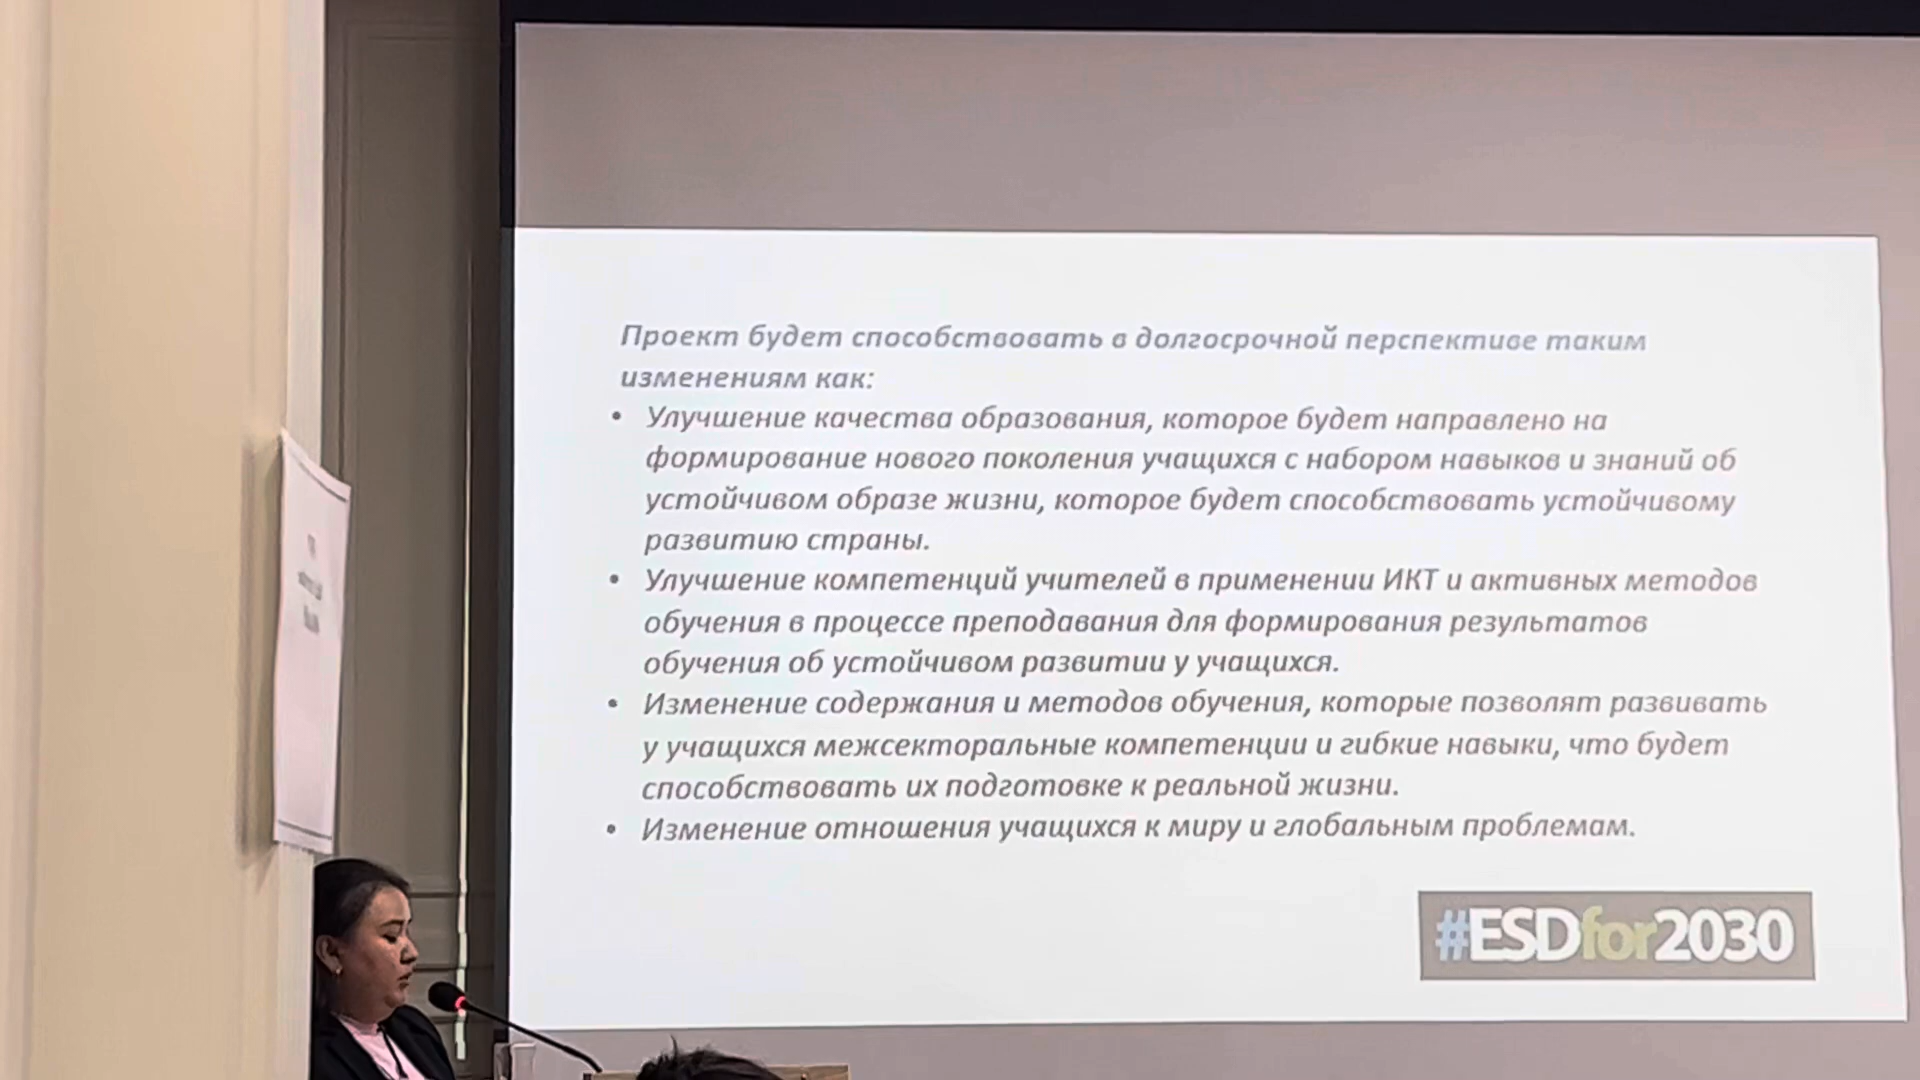 Проект будет способствовать в долгосрочной перспективе таким
изменениям как:
• Улучшение качества образования, которое будет направлено на
формирование нового поколения учащихся с набором навыков и знаний об
устойчивом образе жизни, которое будет способствовать устойчивому
развитию страны.
• Улучшение компетенций учителей в применении ИКТ и активных методов
обучения в процессе преподавания для формирования результатов
обучения об устойчивом развитии у учащихся.
• Изменение содержания и методов обучения, которые позволят развивать
у учащихся межсекторальные компетенции и гибкие навыки, что будет
способствовать их подготовке к реальной жизни.
• Изменение отношения учащихся к миру и глобальным проблемам.
#ESDfor2030